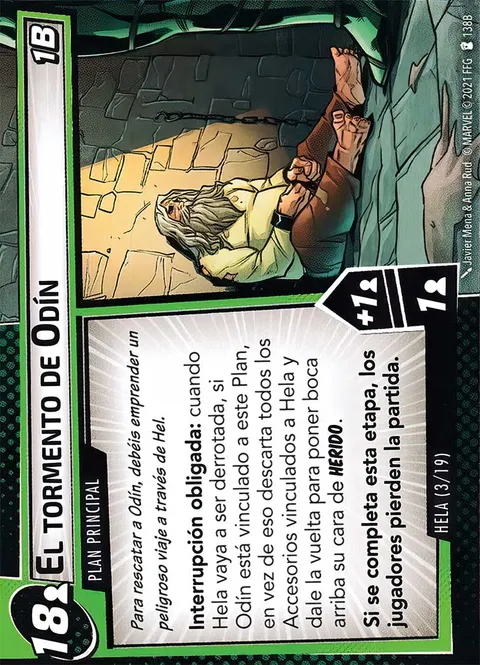 18
EL TORMENTO DE ODÍN
1B
PLAN PRINCIPAL
Para rescatar a Odín, debéis emprender un
peligroso viaje a través de Hel.
Interrupción obligada: cuando
Hela vaya a ser derrotada, si
Odín está vinculado a este Plan,
en vez de eso descarta todos los
Accesorios vinculados a Hela y
dale la vuelta para poner boca
arriba su cara de HERIDO.
Si se completa esta etapa, los
jugadores pierden la partida.
+1
1
HELA (3/19)
Javier Mena & Anna Rud © MARVEL © 2021 FFG 138B